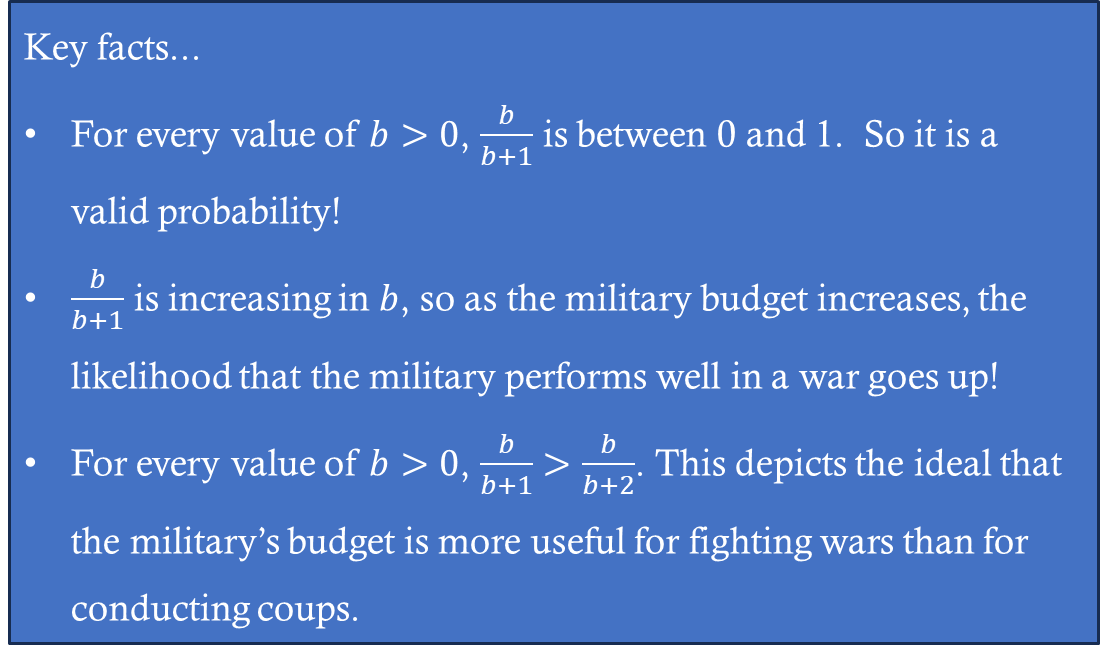 Key facts…
• For every value of b > 0, b/(b+1) is between 0 and 1.  So it is a
valid probability!
• b/(b+1) is increasing in b, so as the military budget increases, the
likelihood that the military performs well in a war goes up!
• For every value of b > 0, b/(b+1) > b/(b+2). This depicts the ideal that
the military’s budget is more useful for fighting wars than for
conducting coups.